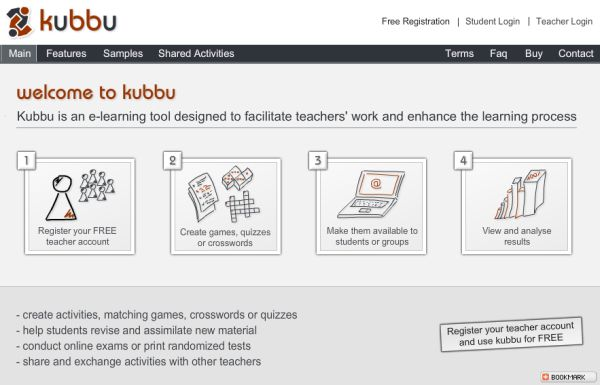 kubbu
Free Registration | Student Login | Teacher Login
Main Features Samples Shared Activities Terms Faq Buy Contact
welcome to kubbu
Kubbu is an e-learning tool designed to facilitate teachers' work and enhance the learning process
1
Register your FREE
teacher account
2
Create games, quizzes
or crosswords
3
@
Make them available to
students or groups
4
View and analyse
results
- create activities, matching games, crosswords or quizzes
- help students revise and assimilate new material
- conduct online exams or print randomized tests
- share and exchange activities with other teachers
Register your teacher account
and use kubbu for FREE
BOOKMARK